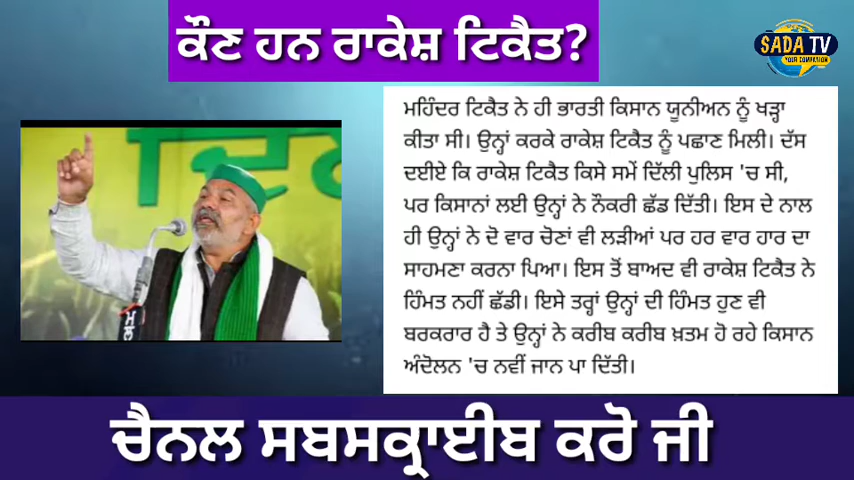 ਕੌਣ ਹਨ ਰਾਕੇਸ਼ ਟਿਕੈਤ?
SADA TV
YOUR COMPANION
ਮਹਿੰਦਰ ਟਿਕੈਤ ਨੇ ਹੀ ਭਾਰਤੀ ਕਿਸਾਨ ਯੂਨੀਅਨ ਨੂੰ ਖੜ੍ਹਾ
ਕੀਤਾ ਸੀ। ਉਨ੍ਹਾਂ ਕਰਕੇ ਰਾਕੇਸ਼ ਟਿਕੈਤ ਨੂੰ ਪਛਾਣ ਮਿਲੀ। ਦੱਸ
ਦਈਏ ਕਿ ਰਾਕੇਸ਼ ਟਿਕੈਤ ਕਿਸੇ ਸਮੇਂ ਦਿੱਲੀ ਪੁਲਿਸ 'ਚ ਸੀ,
ਪਰ ਕਿਸਾਨਾਂ ਲਈ ਉਨ੍ਹਾਂ ਨੇ ਨੌਕਰੀ ਛੱਡ ਦਿੱਤੀ। ਇਸ ਦੇ ਨਾਲ
ਹੀ ਉਨ੍ਹਾਂ ਨੇ ਦੋ ਵਾਰ ਚੋਣਾਂ ਵੀ ਲੜੀਆਂ ਪਰ ਹਰ ਵਾਰ ਹਾਰ ਦਾ
ਸਾਹਮਣਾ ਕਰਨਾ ਪਿਆ। ਇਸ ਤੋਂ ਬਾਅਦ ਵੀ ਰਾਕੇਸ਼ ਟਿਕੈਤ ਨੇ
ਹਿੰਮਤ ਨਹੀਂ ਛੱਡੀ। ਇਸੇ ਤਰ੍ਹਾਂ ਉਨ੍ਹਾਂ ਦੀ ਹਿੰਮਤ ਹੁਣ ਵੀ
ਬਰਕਰਾਰ ਹੈ ਤੇ ਉਨ੍ਹਾਂ ਨੇ ਕਰੀਬ ਕਰੀਬ ਖ਼ਤਮ ਹੋ ਰਹੇ ਕਿਸਾਨ
ਅੰਦੋਲਨ 'ਚ ਨਵੀਂ ਜਾਨ ਪਾ ਦਿੱਤੀ।
ਚੈਨਲ ਸਬਸਕ੍ਰਾਈਬ ਕਰੋ ਜੀ